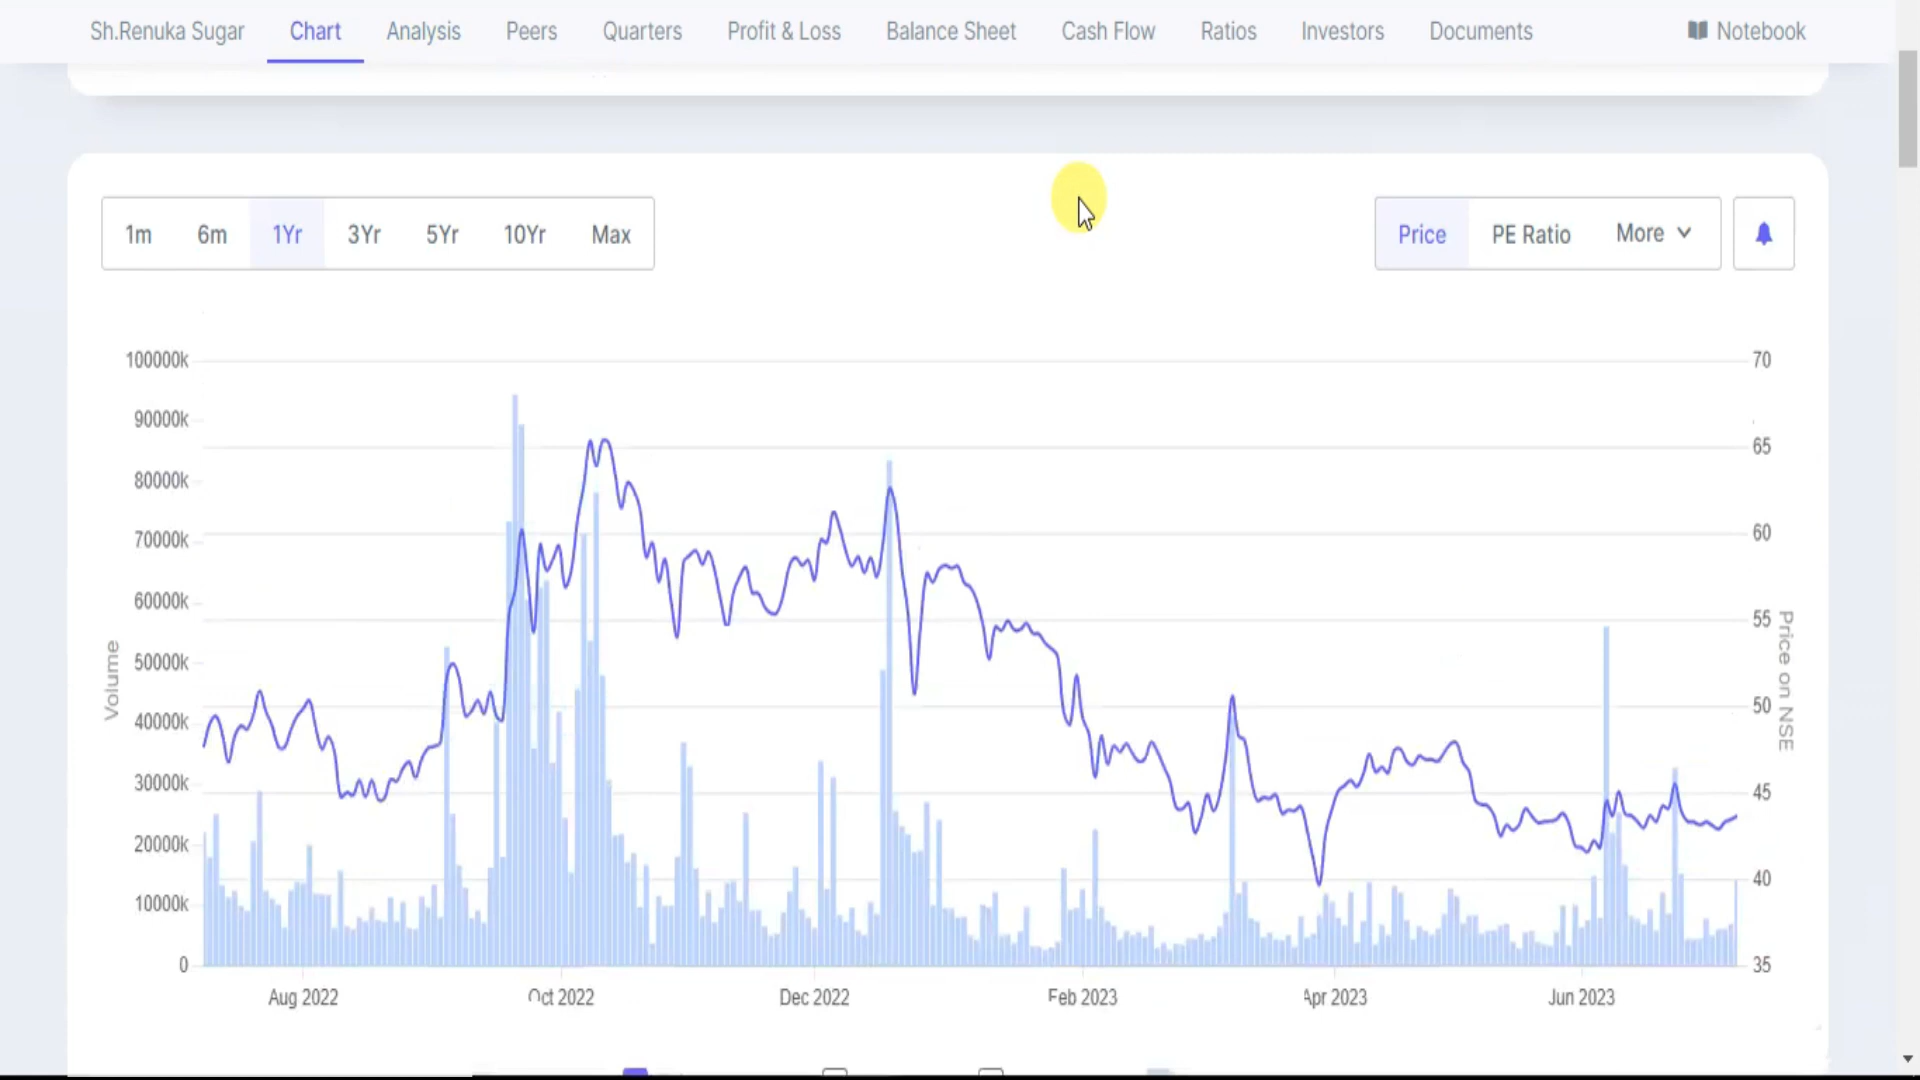 Sh.Renuka Sugar Chart Analysis Peers Quarters Profit & Loss Balance Sheet Cash Flow Ratios Investors Documents Notebook
1m 6m 1Yr 3Yr 5Yr 10Yr Max Price PE Ratio More
100000k 70
90000k
65
80000k
70000k 60
60000k
55
50000k
40000k 50
30000k
45
20000k
10000k 40
0 35
Volume
Price on NSE
Aug 2022 Oct 2022 Dec 2022 Feb 2023 Apr 2023 Jun 2023